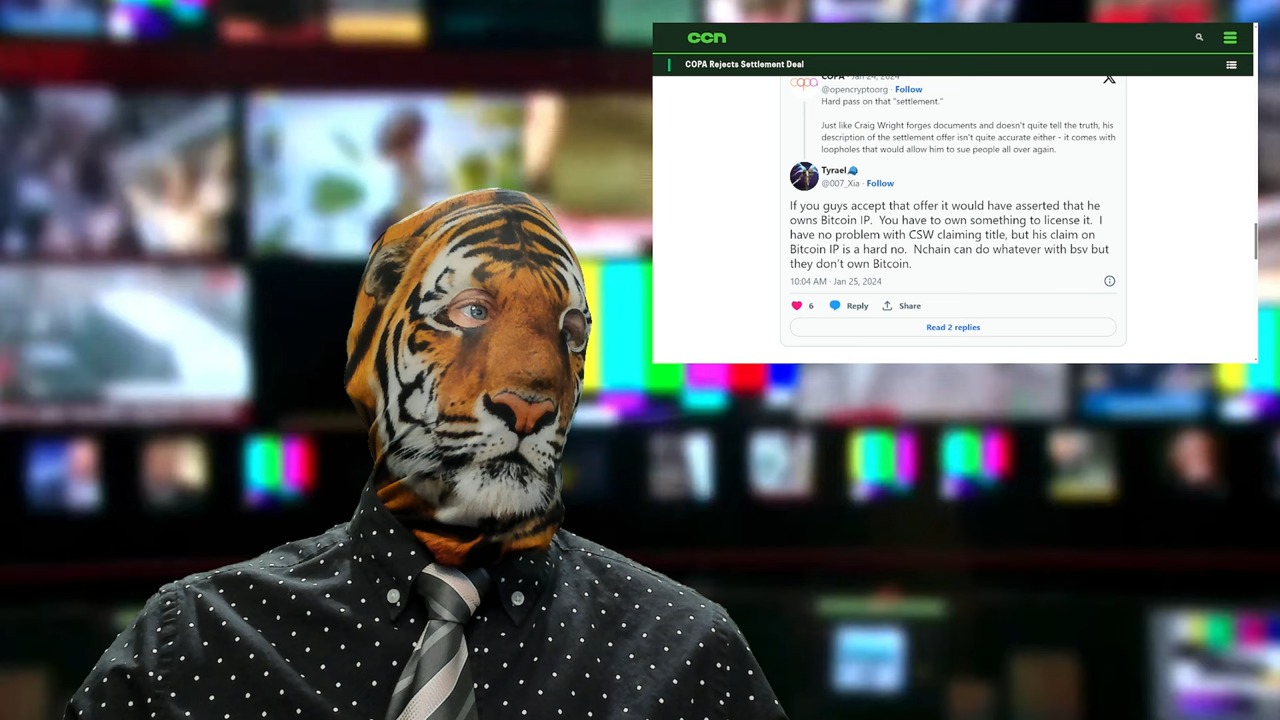 ccn
COPA Rejects Settlement Deal
COPA · Jan 24, 2024
@opencryptoorg · Follow
Hard pass on that "settlement."
Just like Craig Wright forges documents and doesn't quite tell the truth, his
description of the settlement offer isn't quite accurate either - it comes with
loopholes that would allow him to sue people all over again.
Tyrael
@007_Xia · Follow
If you guys accept that offer it would have asserted that he
owns Bitcoin IP. You have to own something to license it. I
have no problem with CSW claiming title, but his claim on
Bitcoin IP is a hard no. Nchain can do whatever with bsv but
they don't own Bitcoin.
10:04 AM · Jan 25, 2024
6 Reply Share
Read 2 replies